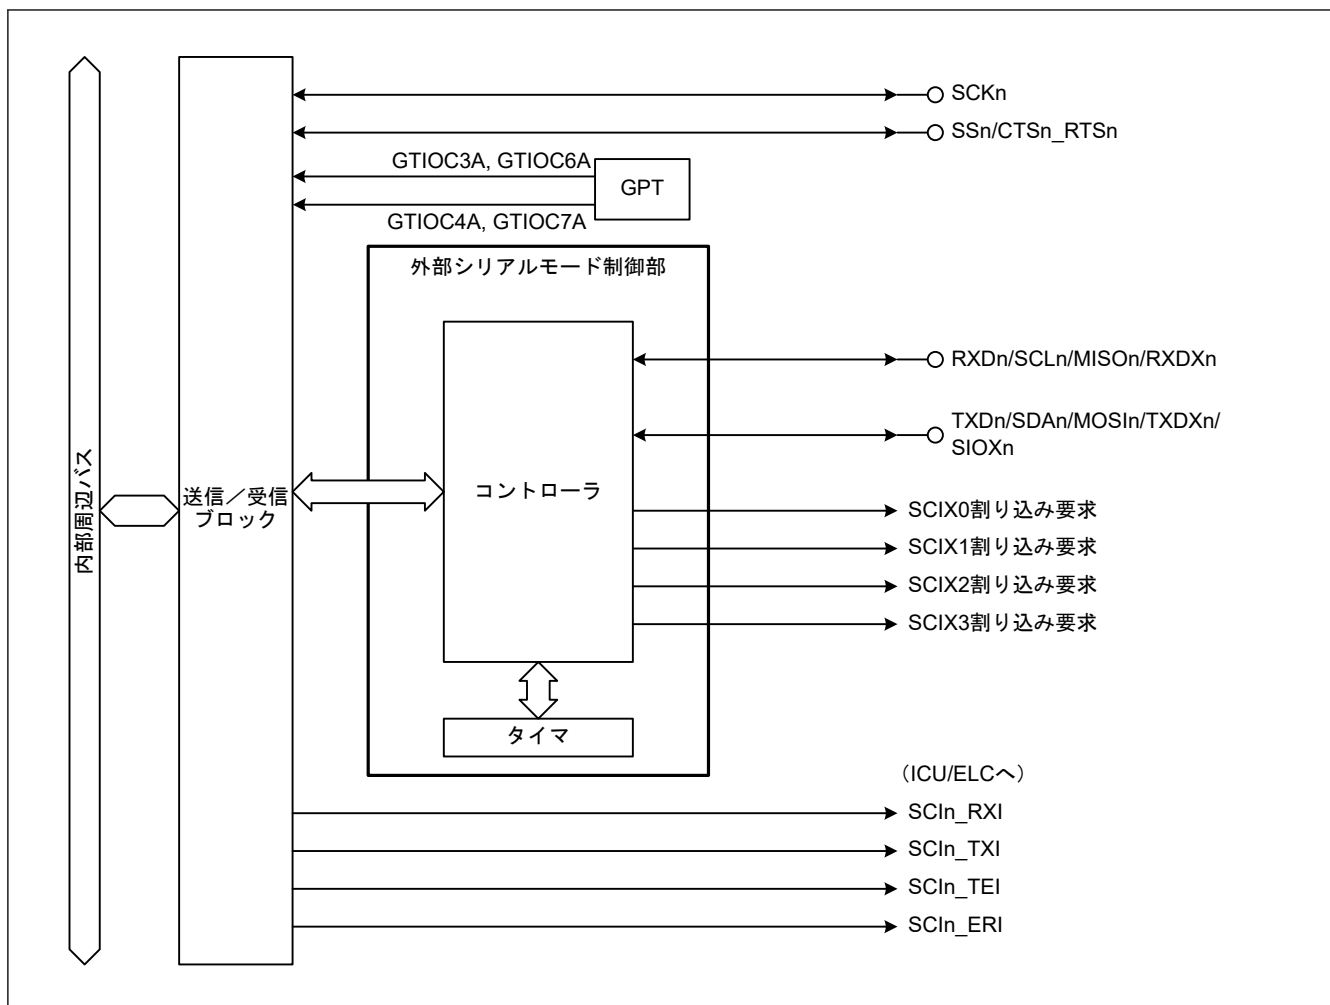 SCKn
SSn/CTSn_RTSn
GTIOC3A, GTIOC6A
GPT
GTIOC4A, GTIOC7A
外部シリアルモード制御部
RXDn/SCLn/MISOn/RXDXn
TXDn/SDAn/MOSIn/TXDXn/
SIOXn
内部周辺バス
送信／受信
ブロック
コントローラ
SCIX0割り込み要求
SCIX1割り込み要求
SCIX2割り込み要求
SCIX3割り込み要求
タイマ
（ICU/ELCへ）
SCIn_RXI
SCIn_TXI
SCIn_TEI
SCIn_ERI